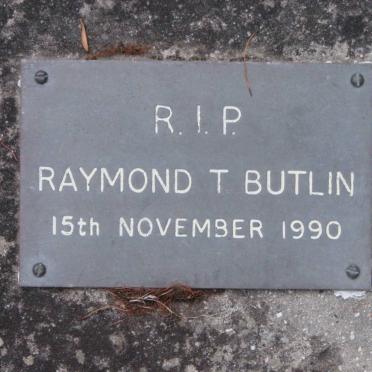 R.I.P.
RAYMOND T BUTLIN
15th NOVEMBER 1990